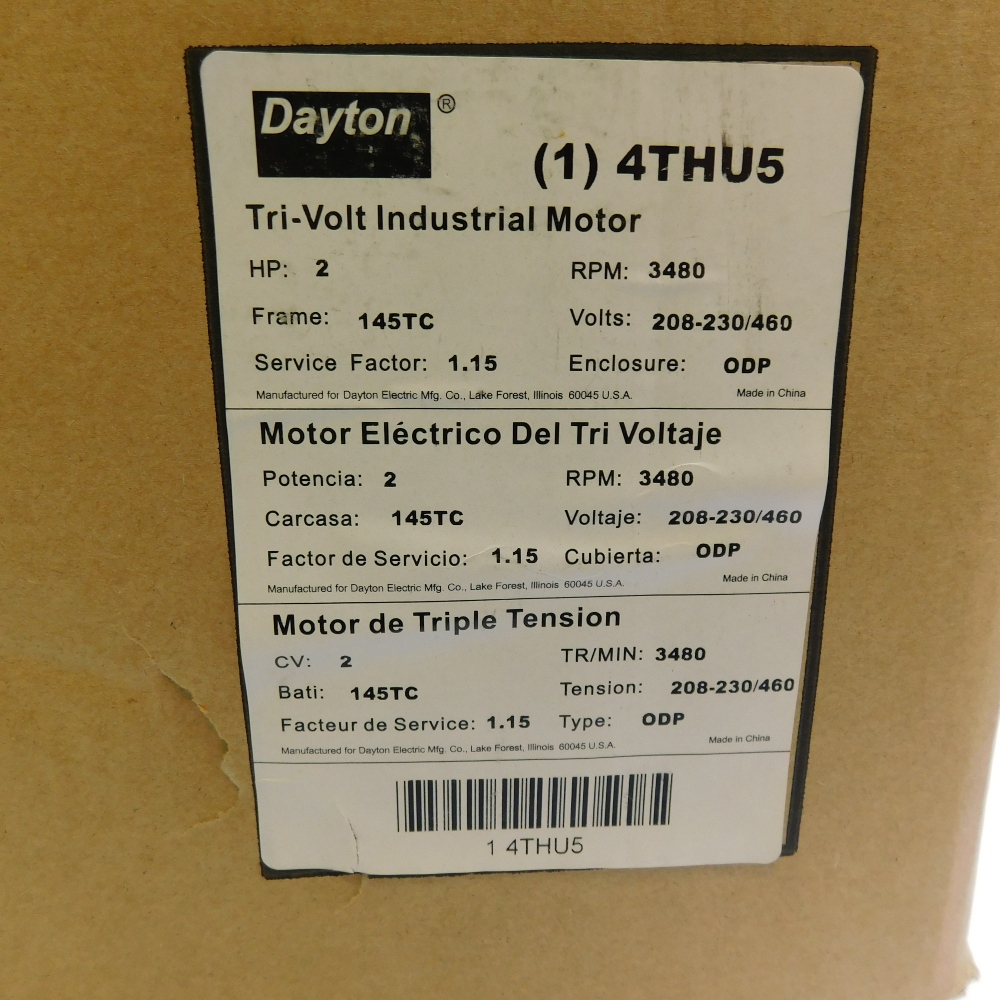 Dayton®
(1) 4THU5
Tri-Volt Industrial Motor
HP: 2 RPM: 3480
Frame: 145TC Volts: 208-230/460
Service Factor: 1.15 Enclosure: ODP
Manufactured for Dayton Electric Mfg. Co., Lake Forest, Illinois 60045 U.S.A. Made in China
Motor Eléctrico Del Tri Voltaje
Potencia: 2 RPM: 3480
Carcasa: 145TC Voltaje: 208-230/460
Factor de Servicio: 1.15 Cubierta: ODP
Manufactured for Dayton Electric Mfg. Co., Lake Forest, Illinois 60045 U.S.A. Made in China
Motor de Triple Tension
CV: 2 TR/MIN: 3480
Bati: 145TC Tension: 208-230/460
Facteur de Service: 1.15 Type: ODP
Manufactured for Dayton Electric Mfg. Co., Lake Forest, Illinois 60045 U.S.A. Made in China
1 4THU5